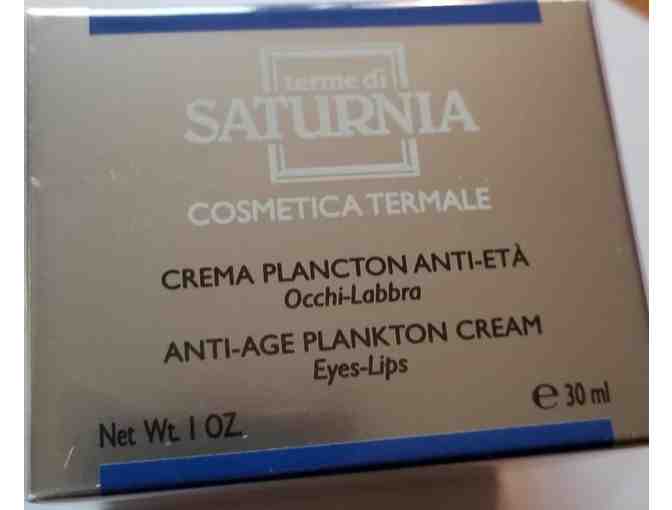 terme di
SATURNIA
COSMETICA TERMALE
CREMA PLANCTON ANTI-ETÀ
Occhi-Labbra
ANTI-AGE PLANKTON CREAM
Eyes-Lips
Net Wt. 1 OZ.
℮ 30 ml